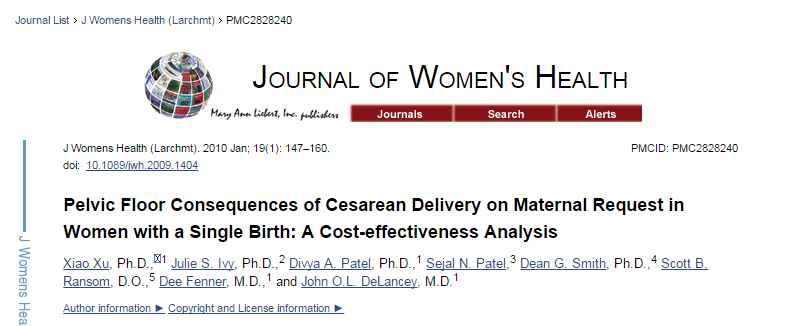 Journal List > J Womens Health (Larchmt) > PMC2828240
JOURNAL OF WOMEN'S HEALTH
Mary Ann Liebert, Inc. publishers
Journals Search Alerts
J Womens Health (Larchmt). 2010 Jan; 19(1): 147–160. PMCID: PMC2828240
doi: 10.1089/jwh.2009.1404
Pelvic Floor Consequences of Cesarean Delivery on Maternal Request in
Women with a Single Birth: A Cost-effectiveness Analysis
Xiao Xu, Ph.D.,1 Julie S. Ivy, Ph.D.,2 Divya A. Patel, Ph.D.,1 Sejal N. Patel,3 Dean G. Smith, Ph.D.,4 Scott B.
Ransom, D.O.,5 Dee Fenner, M.D.,1 and John O.L. DeLancey, M.D.1
Author information ► Copyright and License information ►
J Womens Hea